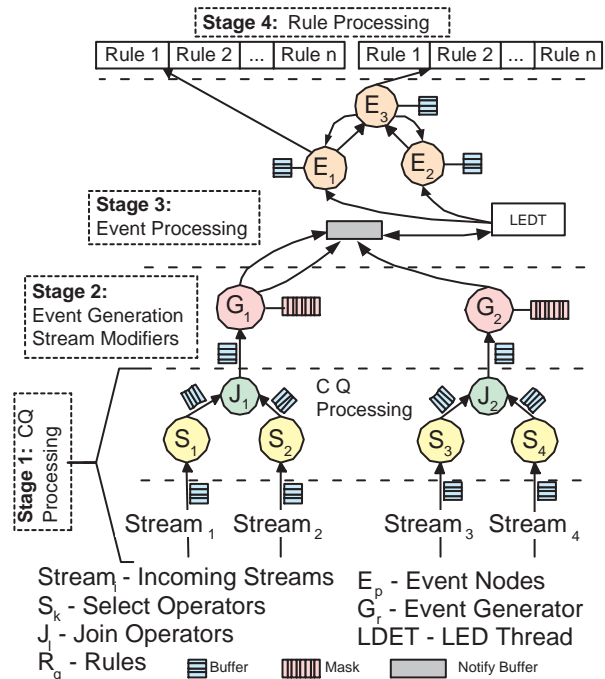 Stage 4: Rule Processing
Rule 1 Rule 2 ... Rule n Rule 1 Rule 2 ... Rule n
E3
E1
E2
Stage 3:
Event Processing
LEDT
Stage 2:
Event Generation
Stream Modifiers
G1
G2
Stage 1: CQ
Processing
C Q
Processing
J1
J2
S1
S2
S3
S4
Stream1 Stream2 Stream3 Stream4
Streami - Incoming Streams
Sk - Select Operators
Jl - Join Operators
Rq - Rules
Ep - Event Nodes
Gr - Event Generator
LDET - LED Thread
Buffer Mask Notify Buffer